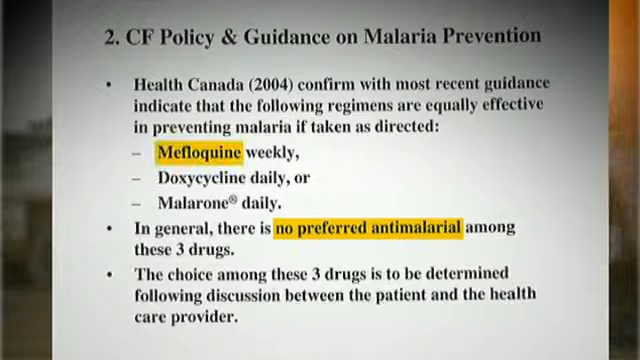 2. CF Policy & Guidance on Malaria Prevention
• Health Canada (2004) confirm with most recent guidance
indicate that the following regimens are equally effective
in preventing malaria if taken as directed:
– Mefloquine weekly,
– Doxycycline daily, or
– Malarone® daily.
• In general, there is no preferred antimalarial among
these 3 drugs.
• The choice among these 3 drugs is to be determined
following discussion between the patient and the health
care provider.